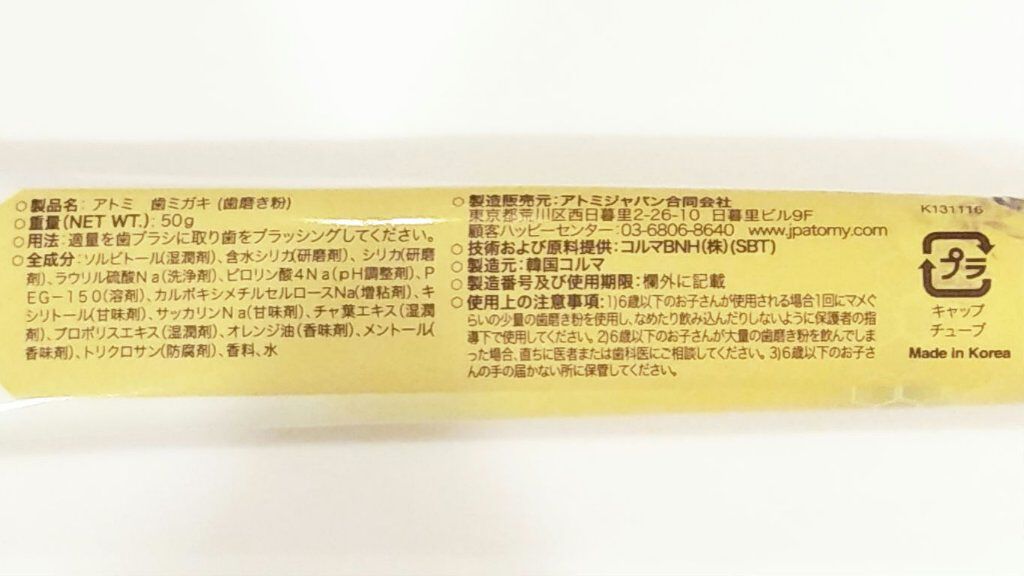 ○製品名: アトミ 歯ミガキ (歯磨き粉)
○重量(NET WT.): 50g
○用法: 適量を歯ブラシに取り歯をブラッシングしてください。
○全成分: ソルビトール(湿潤剤)、含水シリカ(研磨剤)、シリカ(研磨
剤)、ラウリル硫酸Na(洗浄剤)、ピロリン酸4Na(pH調整剤)、P
EG-150(溶剤)、カルボキシメチルセルロースNa(増粘剤)、キ
シリトール(甘味剤)、サッカリンNa(甘味剤)、チャ葉エキス(湿潤
剤)、プロポリスエキス(湿潤剤)、オレンジ油(香味剤)、メントール(
香味剤)、トリクロサン(防腐剤)、香料、水
○製造販売元: アトミジャパン合同会社
東京都荒川区西日暮里2-26-10 日暮里ビル9F
顧客ハッピーセンター: 03-6806-8640 www.jpatomy.com
○技術および原料提供: コルマBNH(株)(SBT)
○製造元: 韓国コルマ
○製造番号及び使用期限: 欄外に記載
○使用上の注意事項: 1)6歳以下のお子さんが使用される場合1回にマメぐ
らいの少量の歯磨き粉を使用し、なめたり飲み込んだりしないように保護者の指
導下で使用してください。2)6歳以下のお子さんが大量の歯磨き粉を飲んでしま
った場合、直ちに医者または歯科医にご相談してください。3)6歳以下のお子さ
んの手の届かない所に保管してください。
K131116
プラ
キャップ
チューブ
Made in Korea